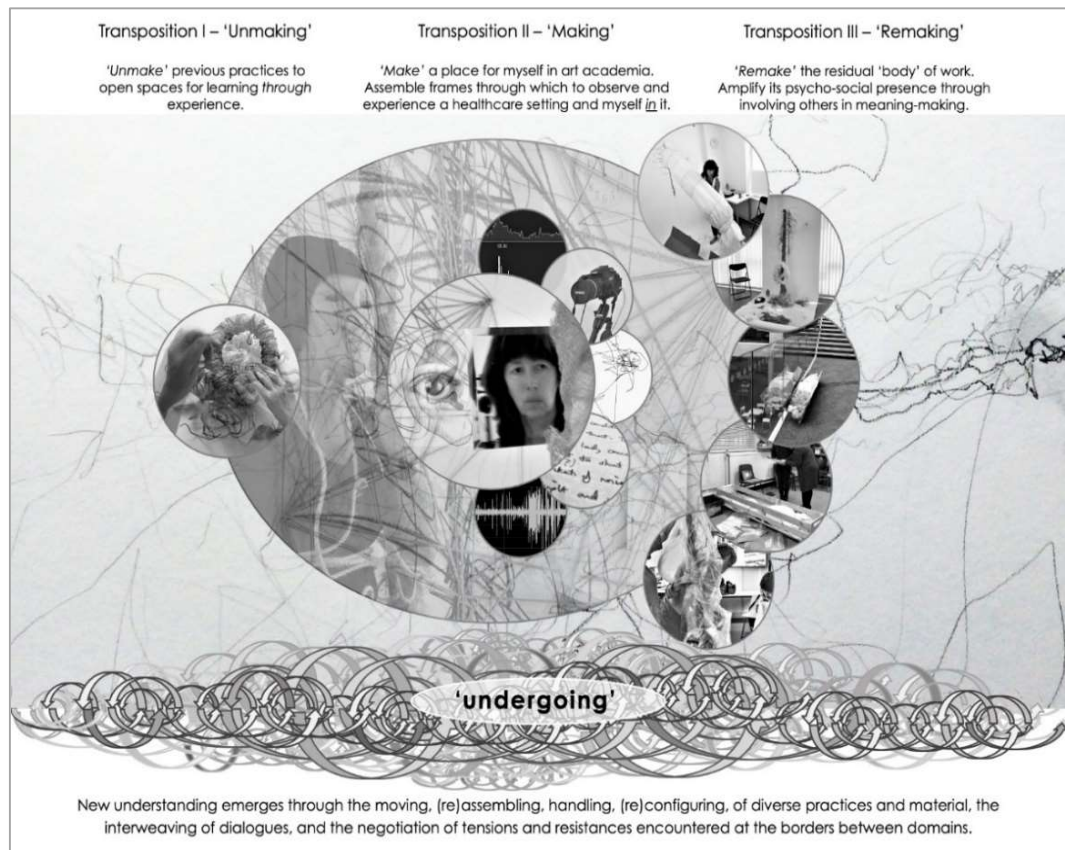 Transposition I – ‘Unmaking’
‘Unmake’ previous practices to
open spaces for learning through
experience.
Transposition II – ‘Making’
‘Make’ a place for myself in art academia.
Assemble frames through which to observe and
experience a healthcare setting and myself in it.
Transposition III – ‘Remaking’
‘Remake’ the residual ‘body’ of work.
Amplify its psycho-social presence through
involving others in meaning-making.
‘undergoing’
New understanding emerges through the moving, (re)assembling, handling, (re)configuring, of diverse practices and material, the
interweaving of dialogues, and the negotiation of tensions and resistances encountered at the borders between domains.